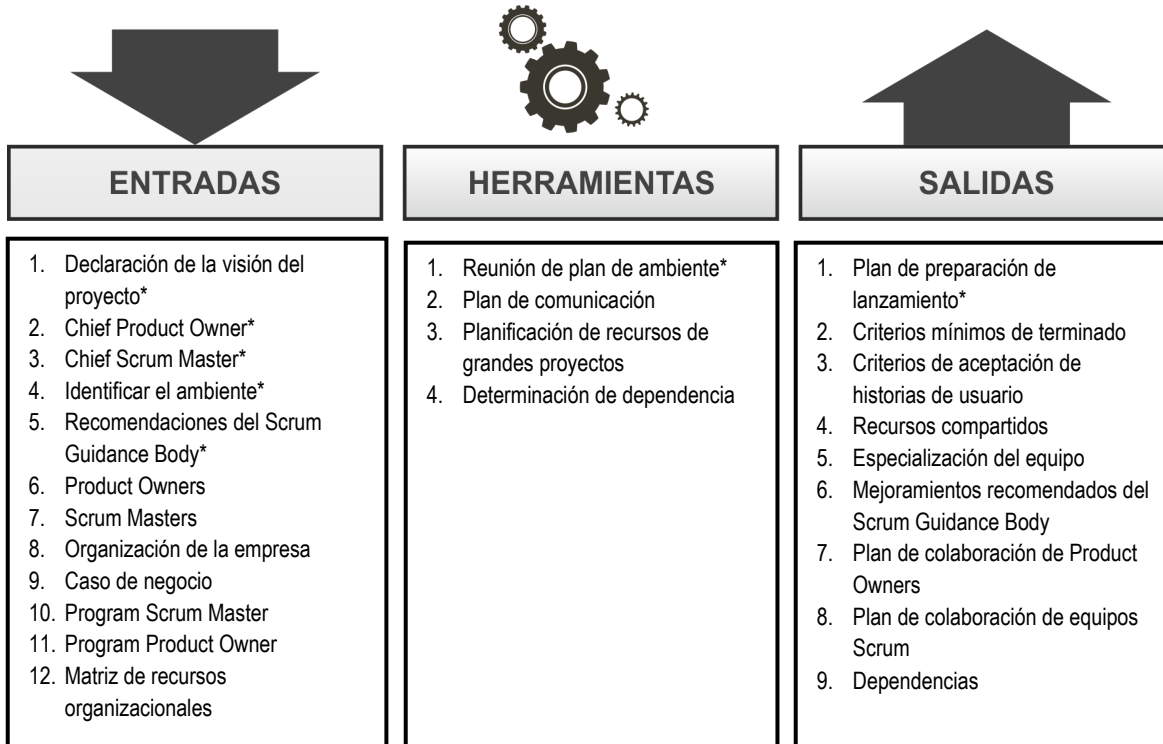 ENTRADAS
1. Declaración de la visión del
proyecto*
2. Chief Product Owner*
3. Chief Scrum Master*
4. Identificar el ambiente*
5. Recomendaciones del Scrum
Guidance Body*
6. Product Owners
7. Scrum Masters
8. Organización de la empresa
9. Caso de negocio
10. Program Scrum Master
11. Program Product Owner
12. Matriz de recursos
organizacionales
HERRAMIENTAS
1. Reunión de plan de ambiente*
2. Plan de comunicación
3. Planificación de recursos de
grandes proyectos
4. Determinación de dependencia
SALIDAS
1. Plan de preparación de
lanzamiento*
2. Criterios mínimos de terminado
3. Criterios de aceptación de
historias de usuario
4. Recursos compartidos
5. Especialización del equipo
6. Mejoramientos recomendados del
Scrum Guidance Body
7. Plan de colaboración de Product
Owners
8. Plan de colaboración de equipos
Scrum
9. Dependencias